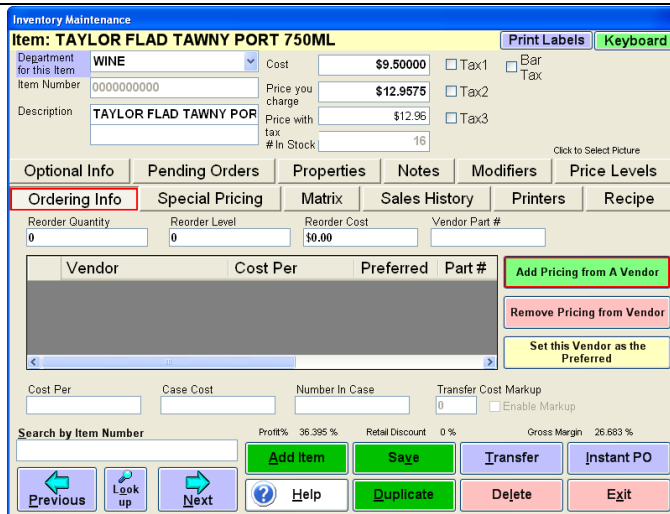 Inventory Maintenance
Item: TAYLOR FLAD TAWNY PORT 750ML
Print Labels
Keyboard
Department for this Item
WINE
Cost
$9.50000
Tax1
Bar Tax
Item Number
0000000000
Price you charge
$12.9575
Tax2
Description
TAYLOR FLAD TAWNY POR
Price with tax
$12.96
Tax3
# In Stock
16
Click to Select Picture
Optional Info
Pending Orders
Properties
Notes
Modifiers
Price Levels
Ordering Info
Special Pricing
Matrix
Sales History
Printers
Recipe
Reorder Quantity
Reorder Level
Reorder Cost
Vendor Part #
0
0
$0.00
Vendor
Cost Per
Preferred
Part #
Add Pricing from A Vendor
Remove Pricing from Vendor
Set this Vendor as the
Preferred
Cost Per
Case Cost
Number In Case
Transfer Cost Markup
0
Enable Markup
Search by Item Number
Profit% 36.395 %
Retail Discount 0 %
Gross Margin 26.683 %
Add Item
Save
Transfer
Instant PO
Previous
Look up
Next
Help
Duplicate
Delete
Exit